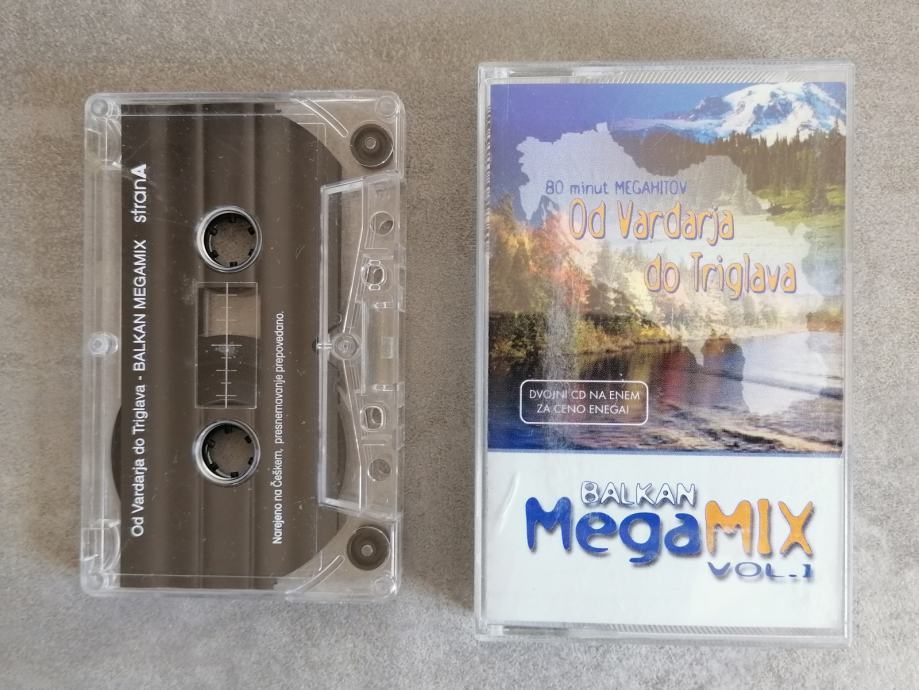 Od Vardarja do Triglava - BALKAN MEGAMIX stranA
Narejeno na Češkem, presnemavanje prepovedano.
80 minut MEGAHITOV
Od Vardarja
do Triglava
DVOJNI CD NA ENEM
ZA CENO ENEGA!
BALKAN
MegaMIX
VOL.1